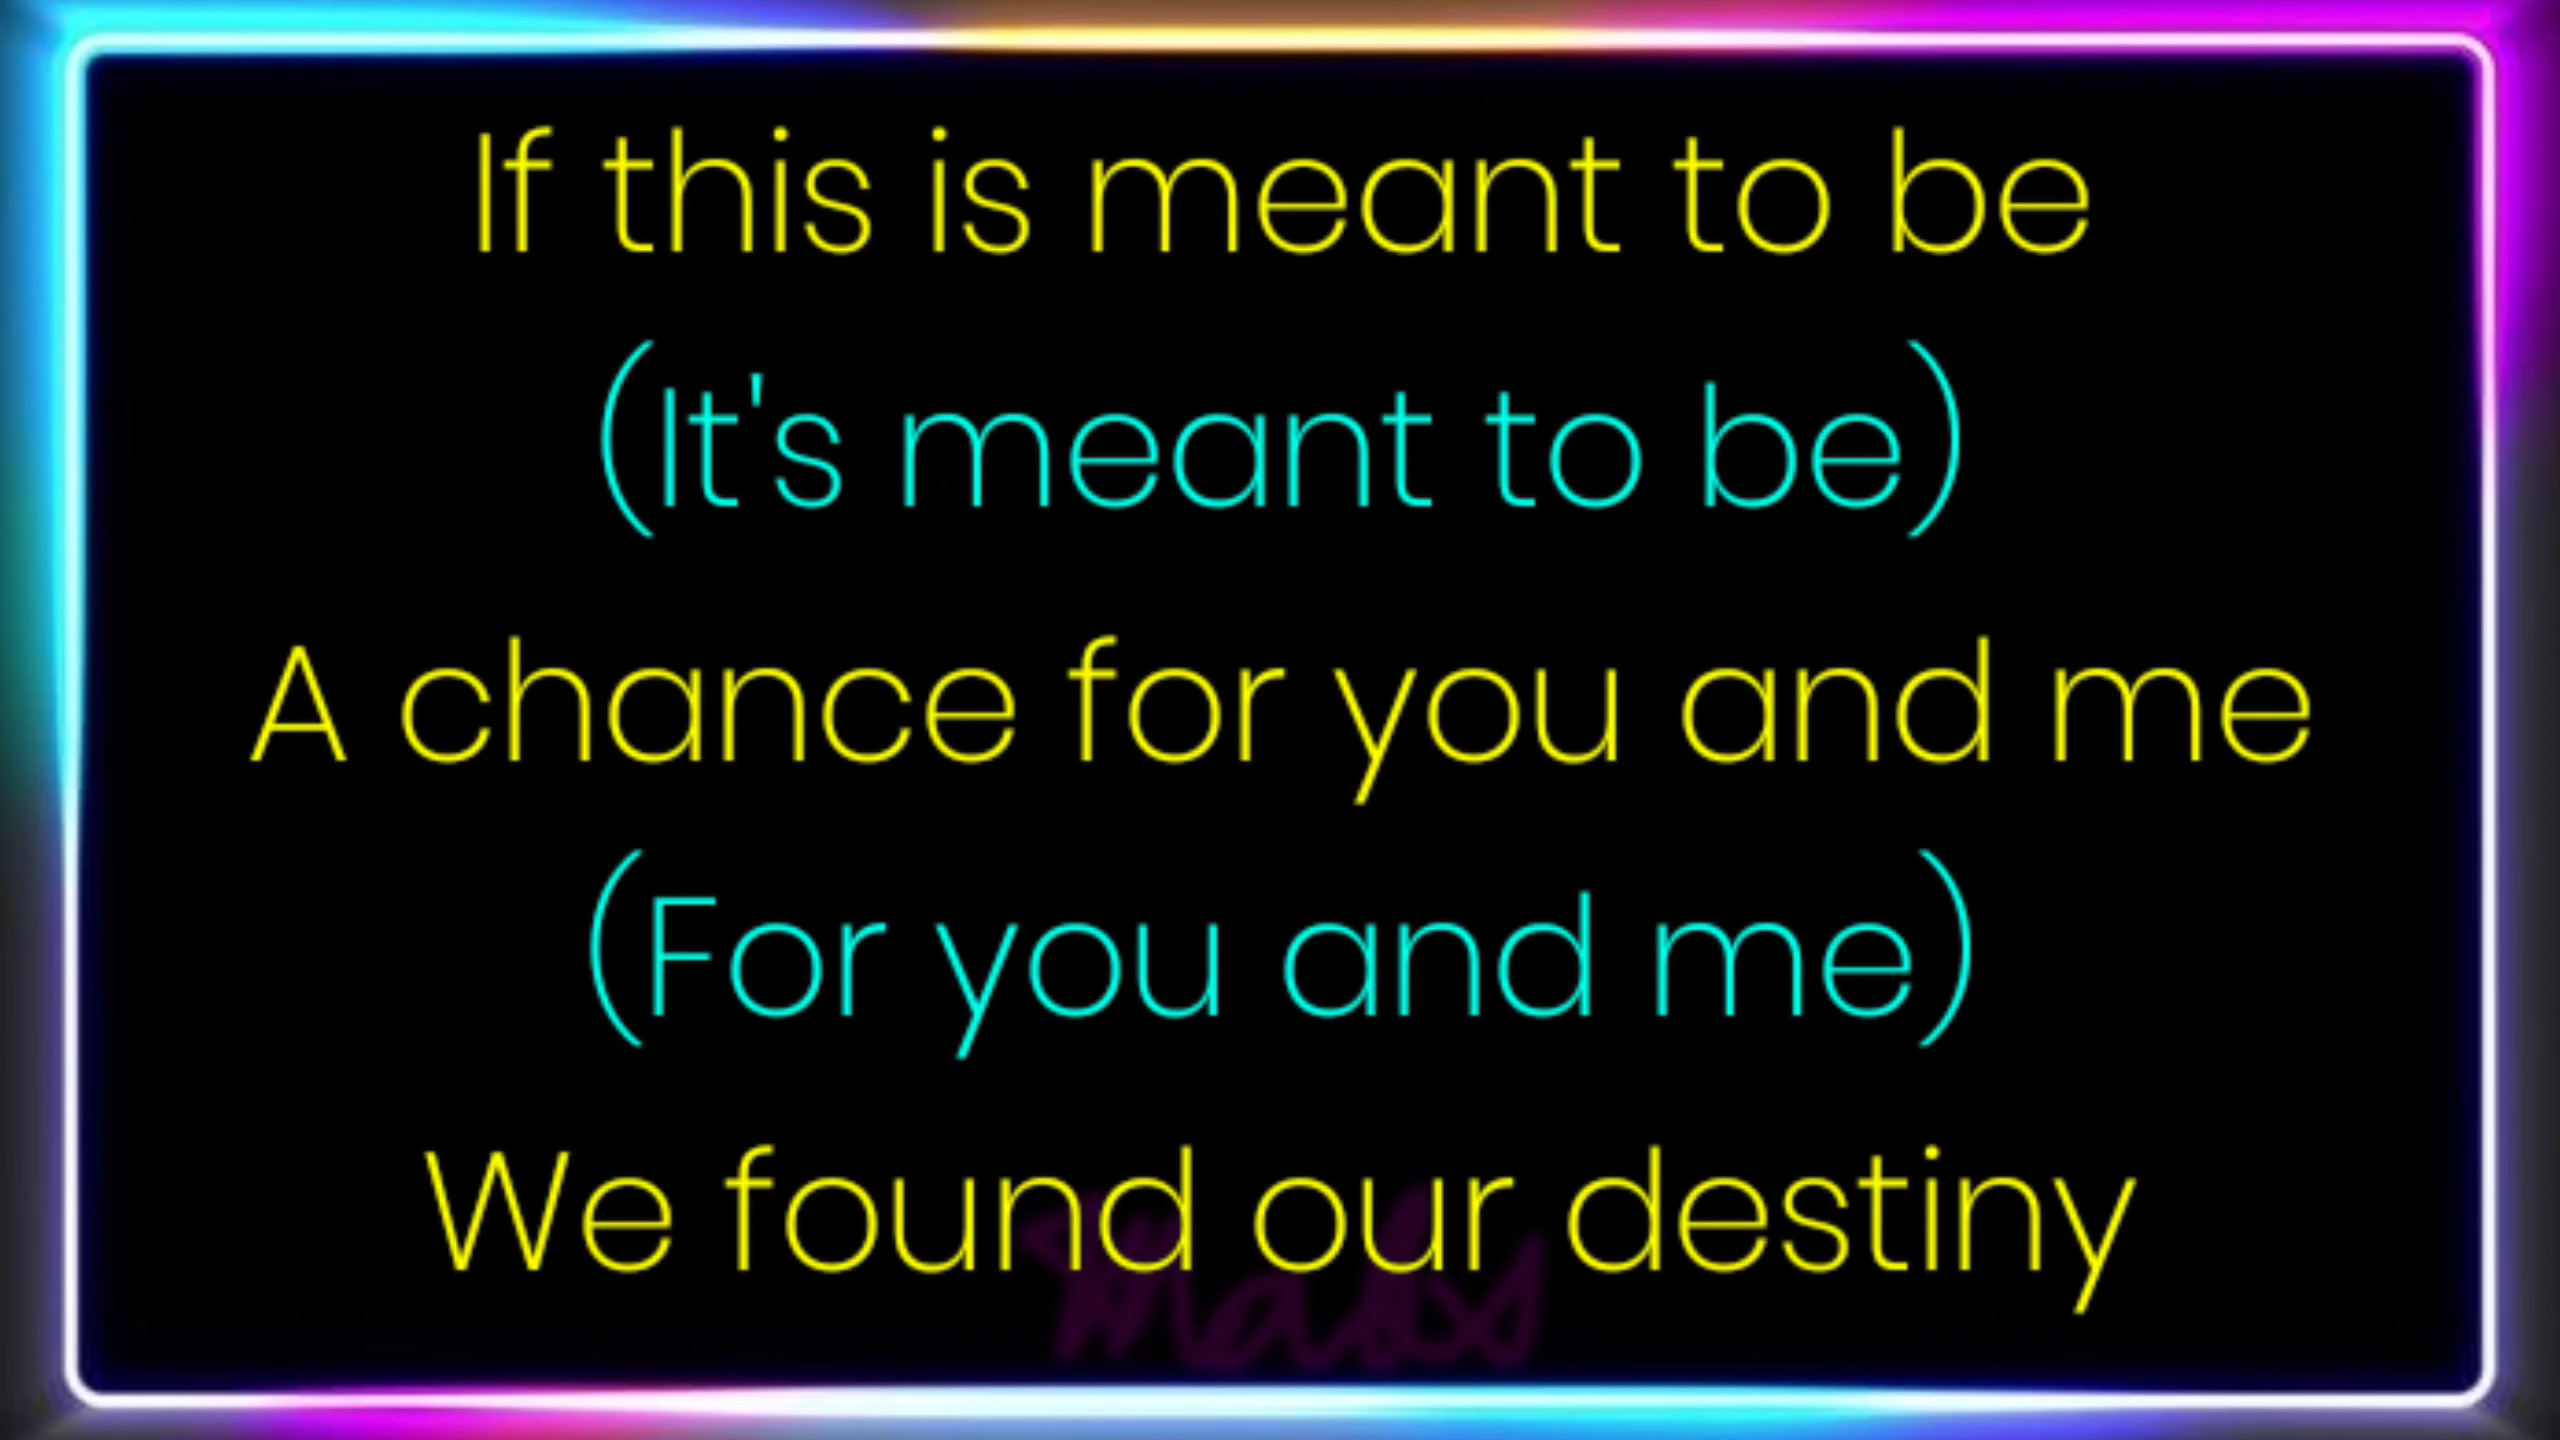 If this is meant to be
(It's meant to be)
A chance for you and me
(For you and me)
We found our destiny